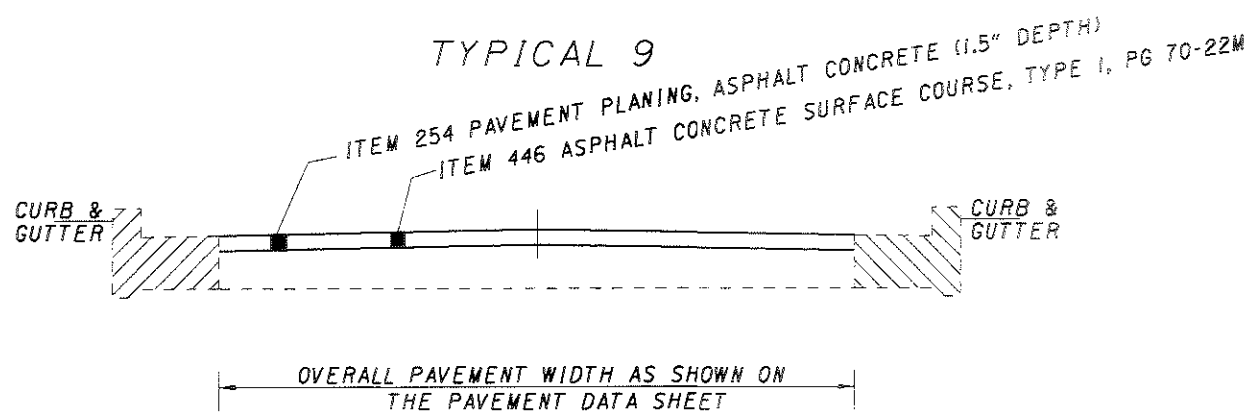 TYPICAL 9
ITEM 254 PAVEMENT PLANING, ASPHALT CONCRETE (1.5" DEPTH)
ITEM 446 ASPHALT CONCRETE SURFACE COURSE, TYPE 1, PG 70-22M
CURB &
GUTTER
CURB &
GUTTER
OVERALL PAVEMENT WIDTH AS SHOWN ON
THE PAVEMENT DATA SHEET